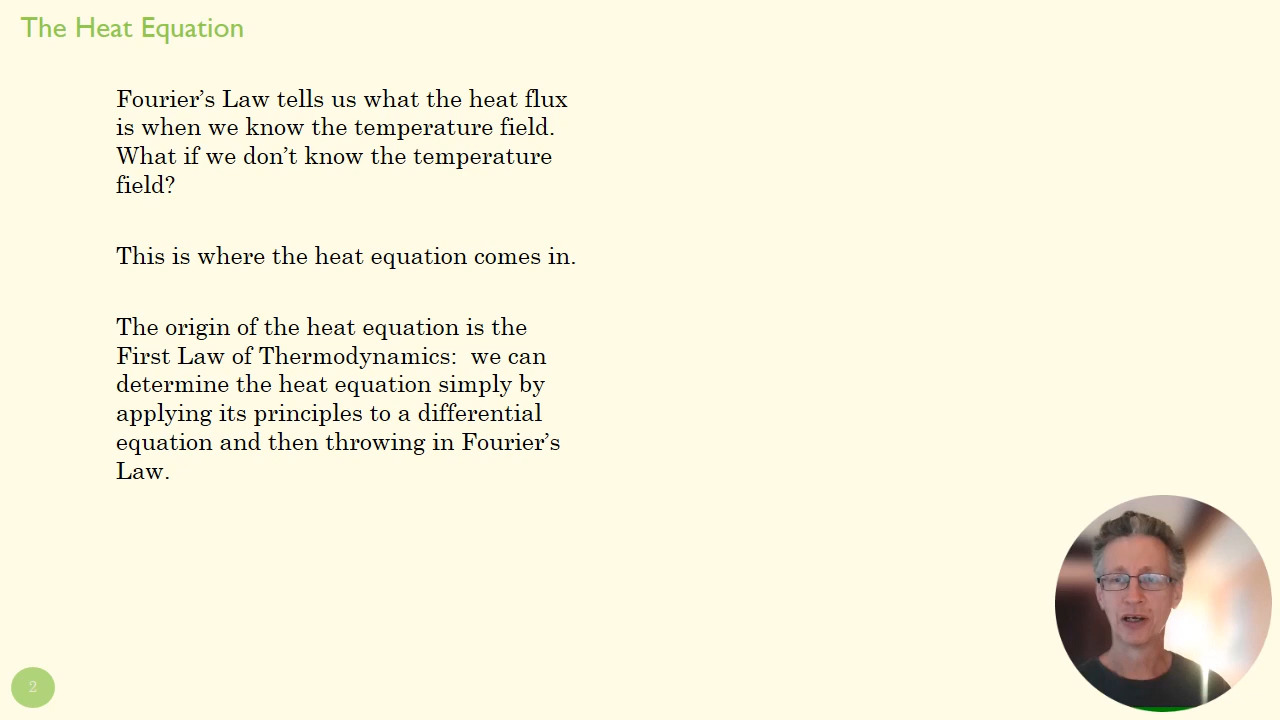 The Heat Equation
Fourier’s Law tells us what the heat flux
is when we know the temperature field.
What if we don’t know the temperature
field?
This is where the heat equation comes in.
The origin of the heat equation is the
First Law of Thermodynamics:  we can
determine the heat equation simply by
applying its principles to a differential
equation and then throwing in Fourier’s
Law.
2